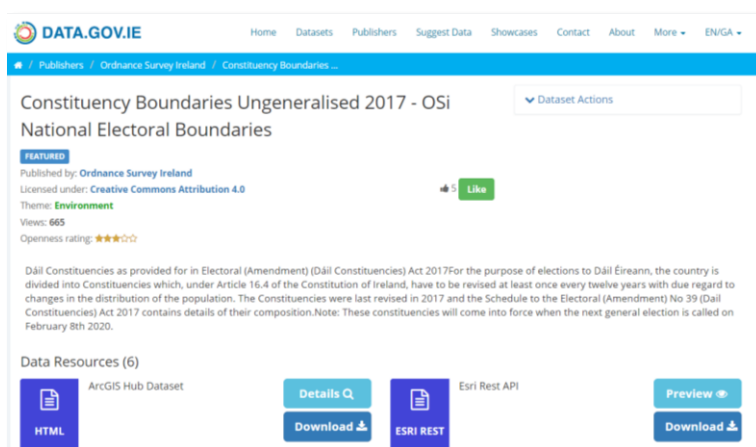 DATA.GOV.IE
Home Datasets Publishers Suggest Data Showcases Contact About More EN/GA
/ Publishers / Ordnance Survey Ireland / Constituency Boundaries ...
Constituency Boundaries Ungeneralised 2017 - OSi
National Electoral Boundaries
Dataset Actions
FEATURED
Published by: Ordnance Survey Ireland
Licensed under: Creative Commons Attribution 4.0
5 Like
Theme: Environment
Views: 665
Openness rating:
Dáil Constituencies as provided for in Electoral (Amendment) (Dáil Constituencies) Act 2017For the purpose of elections to Dáil Éireann, the country is
divided into Constituencies which, under Article 16.4 of the Constitution of Ireland, have to be revised at least once every twelve years with due regard to
changes in the distribution of the population. The Constituencies were last revised in 2017 and the Schedule to the Electoral (Amendment) No 39 (Dail
Constituencies) Act 2017 contains details of their composition.Note: These constituencies will come into force when the next general election is called on
February 8th 2020.
Data Resources (6)
HTML
ArcGIS Hub Dataset
Details
Download
ESRI REST
Esri Rest API
Preview
Download